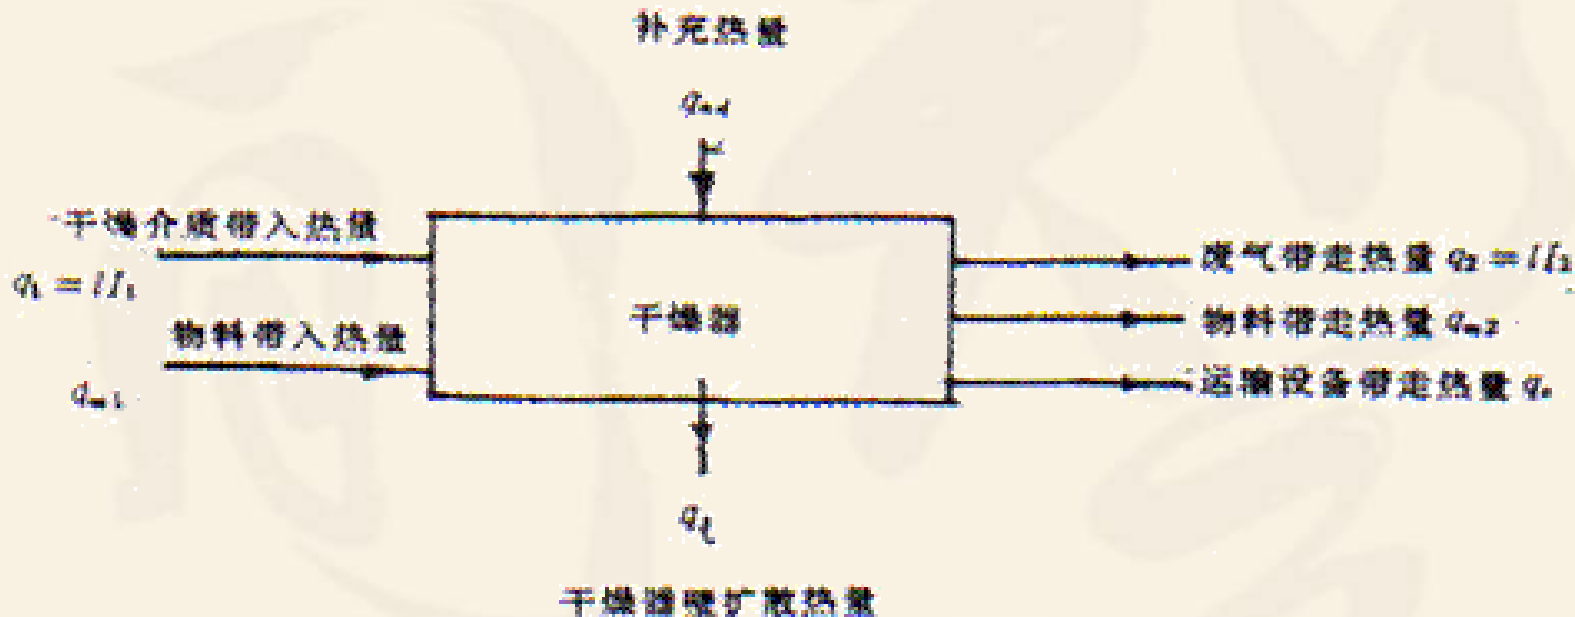 补充热量
q_ad
干燥介质带入热量
q₁ = lI₁
物料带入热量
q_m1
干燥器
废气带走热量 q₂ = lI₂
物料带走热量 q_m2
运输设备带走热量
q_l
干燥器壁扩散热量